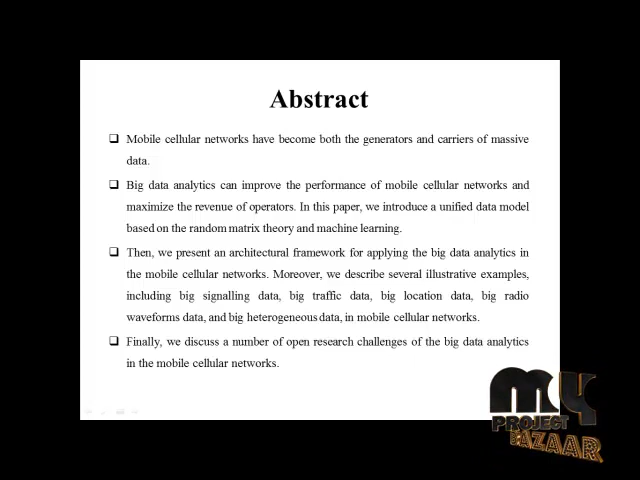 Abstract
❑ Mobile cellular networks have become both the generators and carriers of massive
data.
❑ Big data analytics can improve the performance of mobile cellular networks and
maximize the revenue of operators. In this paper, we introduce a unified data model
based on the random matrix theory and machine learning.
❑ Then, we present an architectural framework for applying the big data analytics in
the mobile cellular networks. Moreover, we describe several illustrative examples,
including big signalling data, big traffic data, big location data, big radio
waveforms data, and big heterogeneous data, in mobile cellular networks.
❑ Finally, we discuss a number of open research challenges of the big data analytics
in the mobile cellular networks.
my
PROJECT
BAZAAR